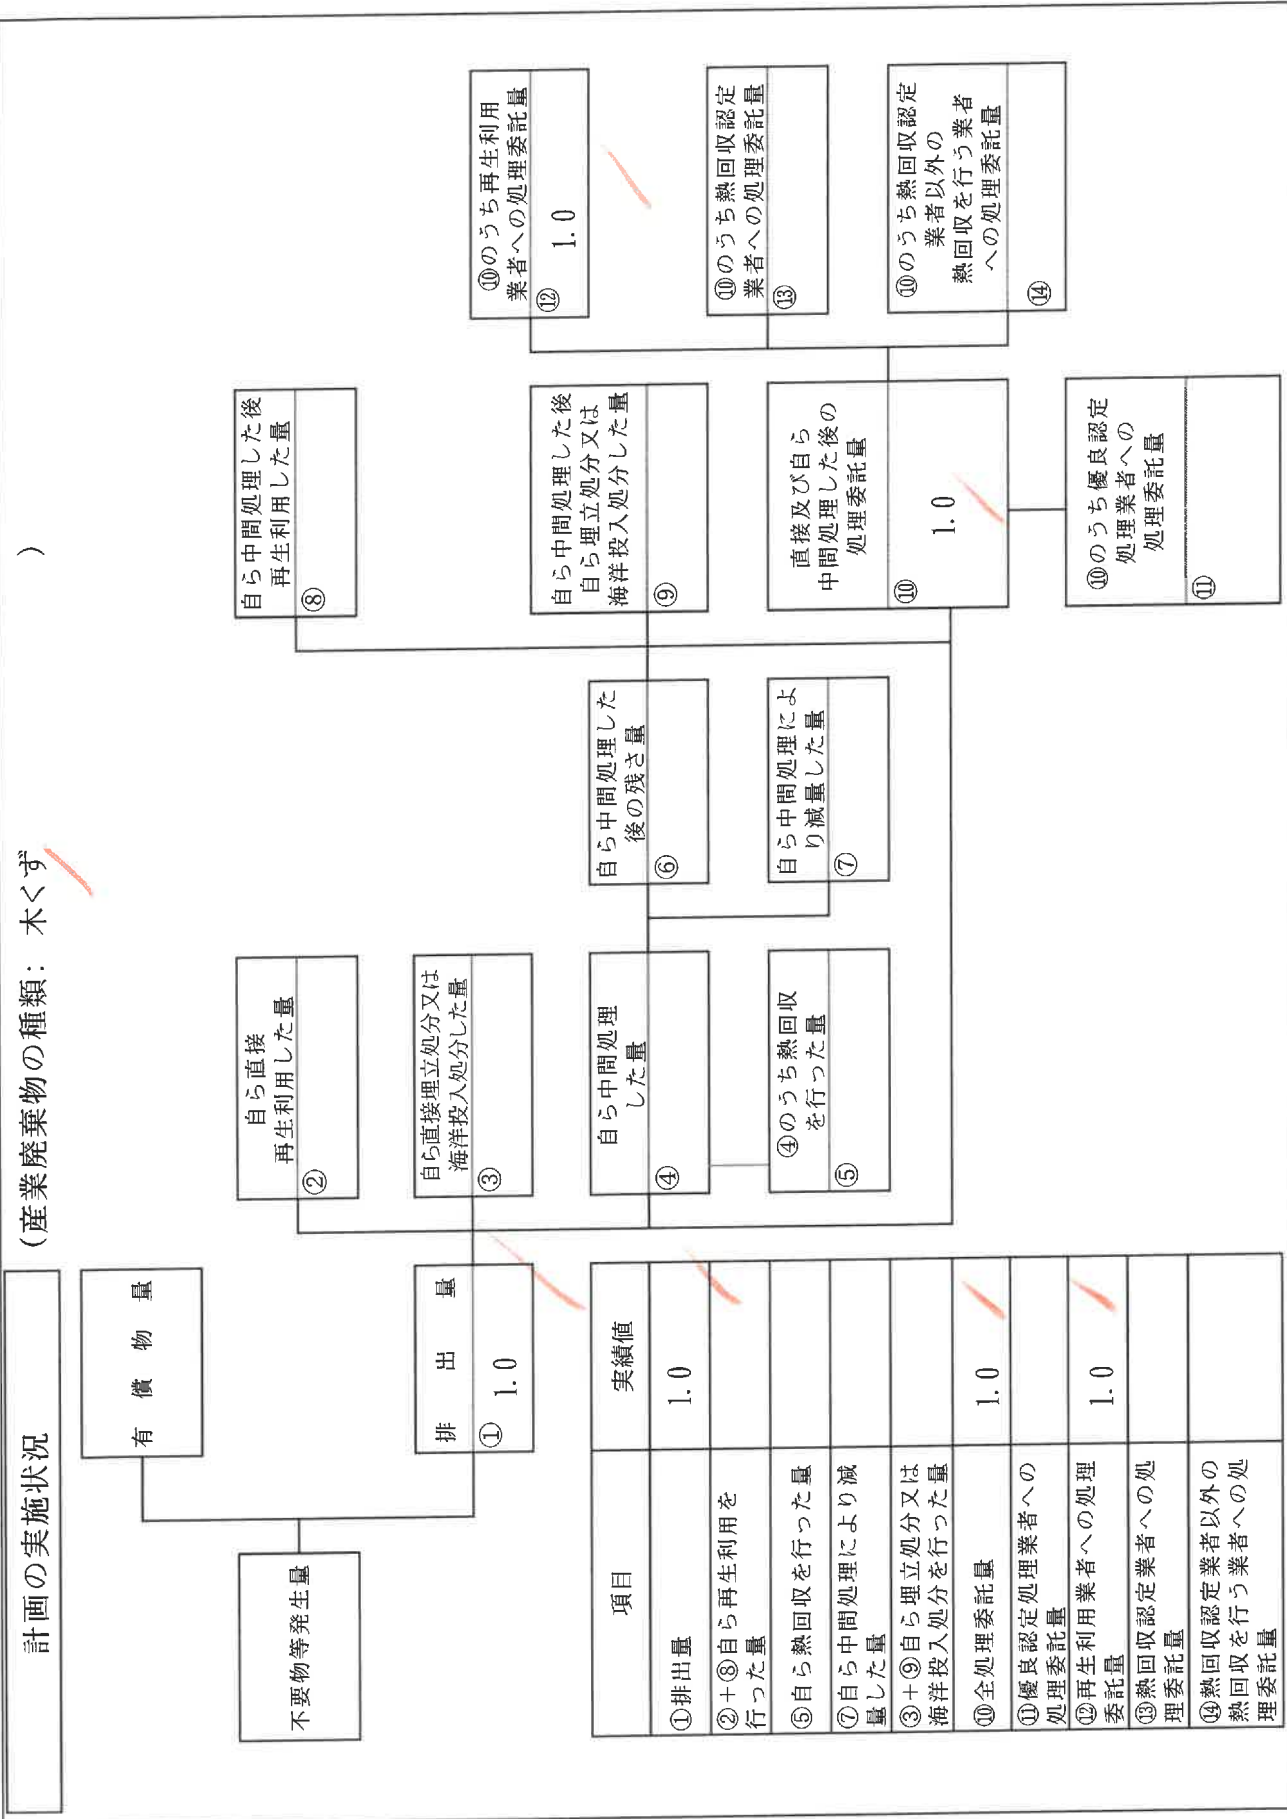 計画の実施状況
（産業廃棄物の種類： 木くず ）
有償物量
不要物等発生量
排出量
① 1.0
自ら直接
再生利用した量
②
自ら直接埋立処分又は
海洋投入処分した量
③
自ら中間処理
した量
④
④のうち熱回収
を行った量
⑤
自ら中間処理した
後の残さ量
⑥
自ら中間処理によ
り減量した量
⑦
自ら中間処理した後
再生利用した量
⑧
自ら中間処理した後
自ら埋立処分又は
海洋投入処分した量
⑨
直接及び自ら
中間処理した後の
処理委託量
⑩ 1.0
⑩のうち優良認定
処理業者への
処理委託量
⑪
⑩のうち再生利用
業者への処理委託量
⑫ 1.0
⑩のうち熱回収認定
業者への処理委託量
⑬
⑩のうち熱回収認定
業者以外の
熱回収を行う業者
への処理委託量
⑭
項目 実績値
①排出量 1.0
②＋⑧自ら再生利用を
行った量
⑤自ら熱回収を行った量
⑦自ら中間処理により減
量した量
③＋⑨自ら埋立処分又は
海洋投入処分を行った量
⑩全処理委託量 1.0
⑪優良認定処理業者への
処理委託量
⑫再生利用業者への処理
委託量 1.0
⑬熱回収認定業者への処
理委託量
⑭熱回収認定業者以外の
熱回収を行う業者への処
理委託量